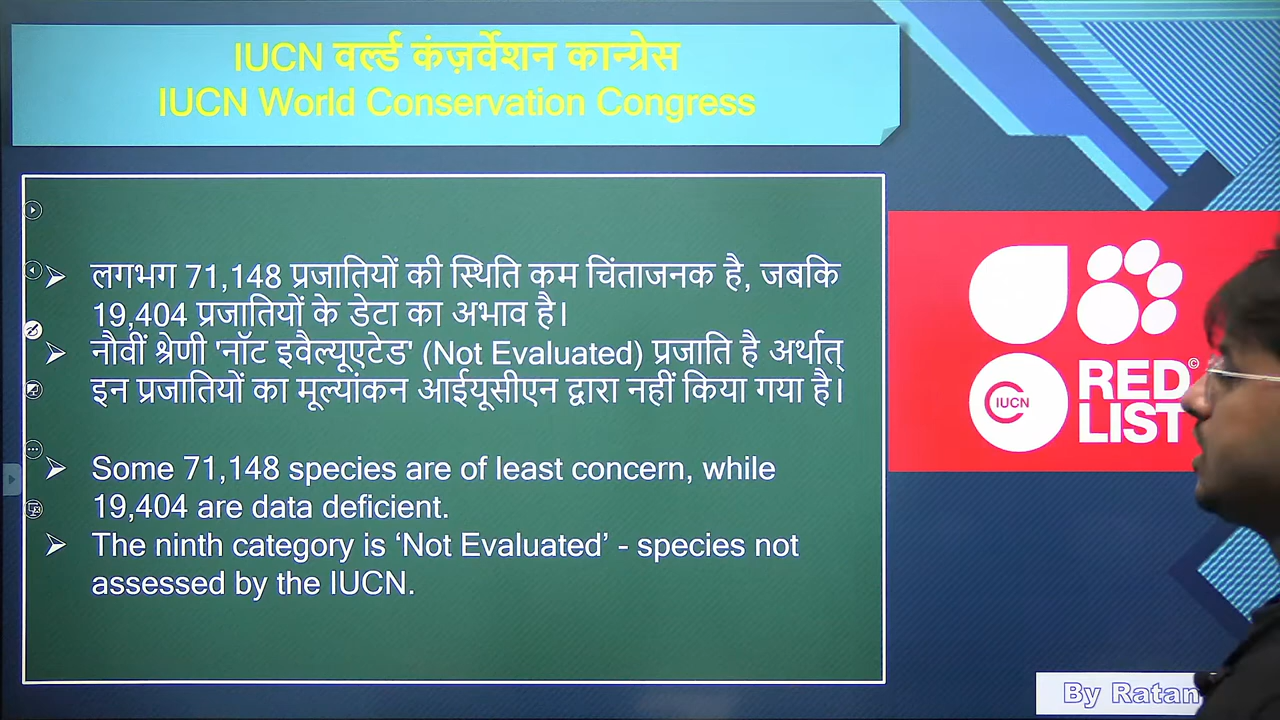 IUCN वर्ल्ड कंज़र्वेशन कान्ग्रेस
IUCN World Conservation Congress
लगभग 71,148 प्रजातियों की स्थिति कम चिंताजनक है, जबकि
19,404 प्रजातियों के डेटा का अभाव है।
नौवीं श्रेणी 'नॉट इवैल्यूएटेड' (Not Evaluated) प्रजाति है अर्थात्
इन प्रजातियों का मूल्यांकन आईयूसीएन द्वारा नहीं किया गया है।
Some 71,148 species are of least concern, while
19,404 are data deficient.
The ninth category is ‘Not Evaluated’ - species not
assessed by the IUCN.
IUCN
RED
LIST
©
By Ratan